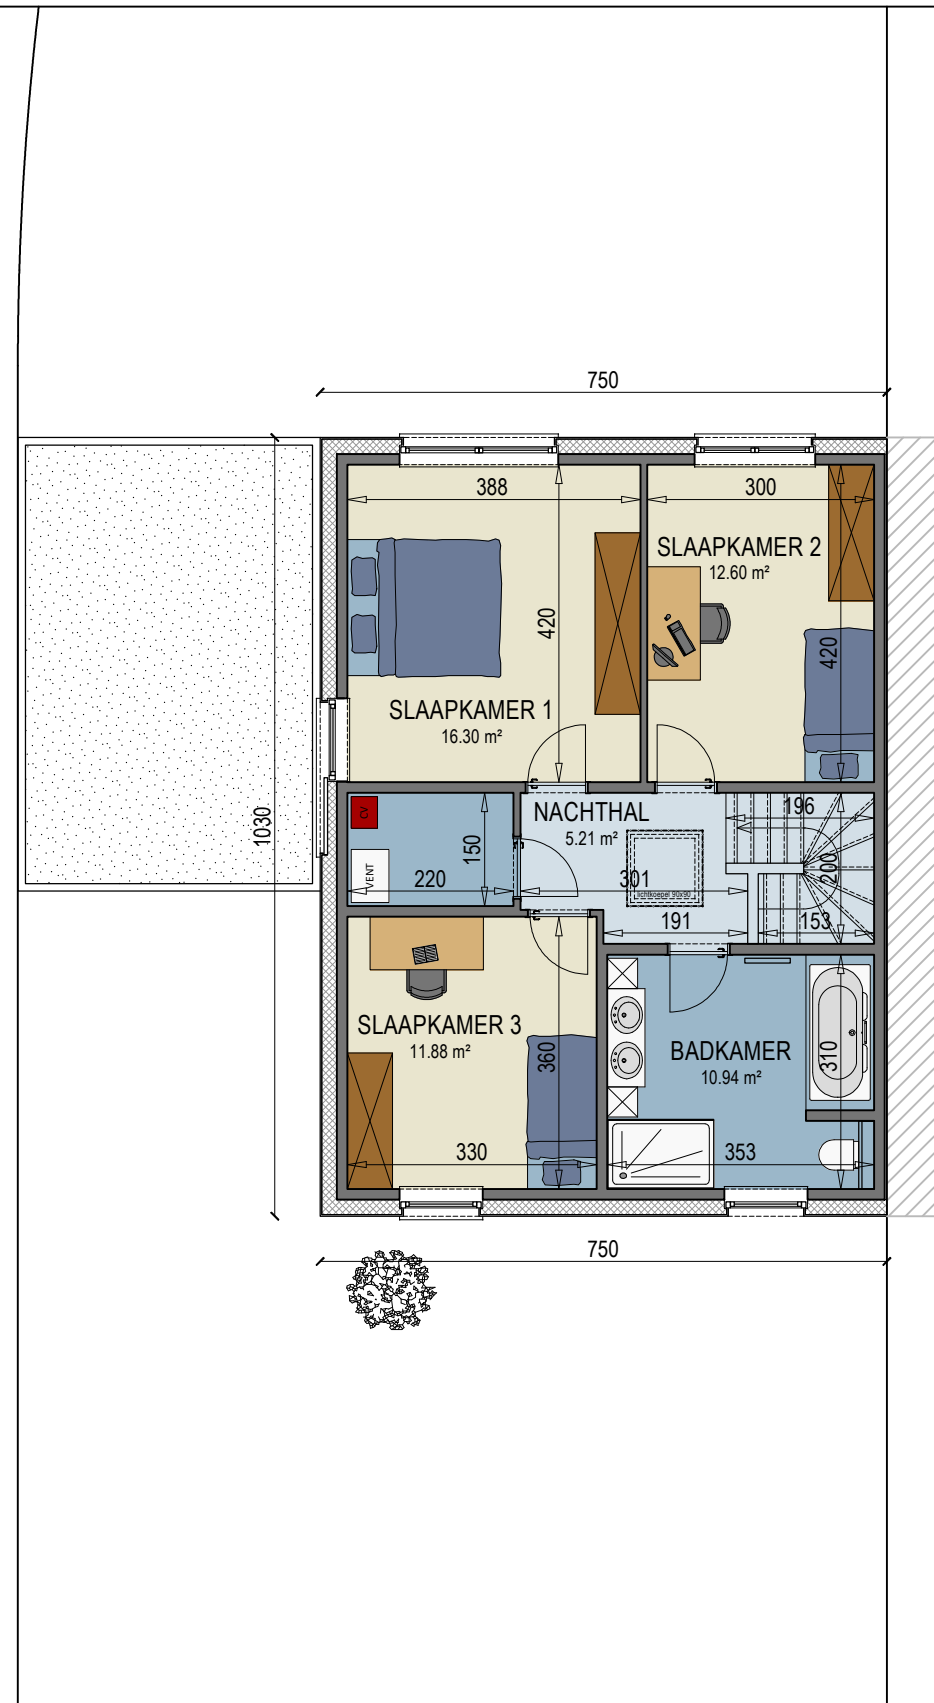 750
388
300
SLAAPKAMER 2
12.60 m²
420
420
SLAAPKAMER 1
16.30 m²
1030
CV
VENT
220
150
NACHTHAL
5.21 m²
301
lichtkoepel 90x90
191
196
200
153
SLAAPKAMER 3
11.88 m²
360
330
BADKAMER
10.94 m²
310
353
750